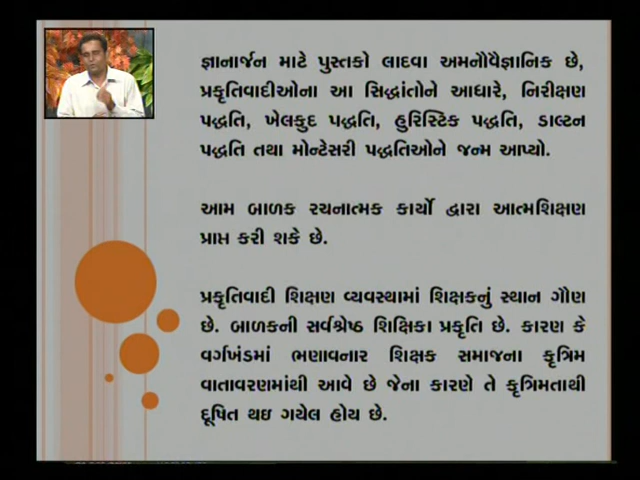 જ્ઞાનાર્જન માટે પુસ્તકો લાદવા અમનૌવૈજ્ઞાનિક છે,
પ્રકૃતિવાદીઓના આ સિદ્ધાંતોને આધારે, નિરીક્ષણ
પદ્ધતિ, ખેલકુદ પદ્ધતિ, હુરિસ્ટિક પદ્ધતિ, ડાલ્ટન
પદ્ધતિ તથા મોન્ટેસરી પદ્ધતિઓને જન્મ આપ્યો.
આમ બાળક રચનાત્મક કાર્યો દ્વારા આત્મશિક્ષણ
પ્રાપ્ત કરી શકે છે.
પ્રકૃતિવાદી શિક્ષણ વ્યવસ્થામાં શિક્ષકનું સ્થાન ગૌણ
છે. બાળકની સર્વશ્રેષ્ઠ શિક્ષિકા પ્રકૃતિ છે. કારણ કે
વર્ગખંડમાં ભણાવનાર શિક્ષક સમાજના કૃત્રિમ
વાતાવરણમાંથી આવે છે જેના કારણે તે કૃત્રિમતાથી
દૂષિત થઇ ગયેલ હોય છે.